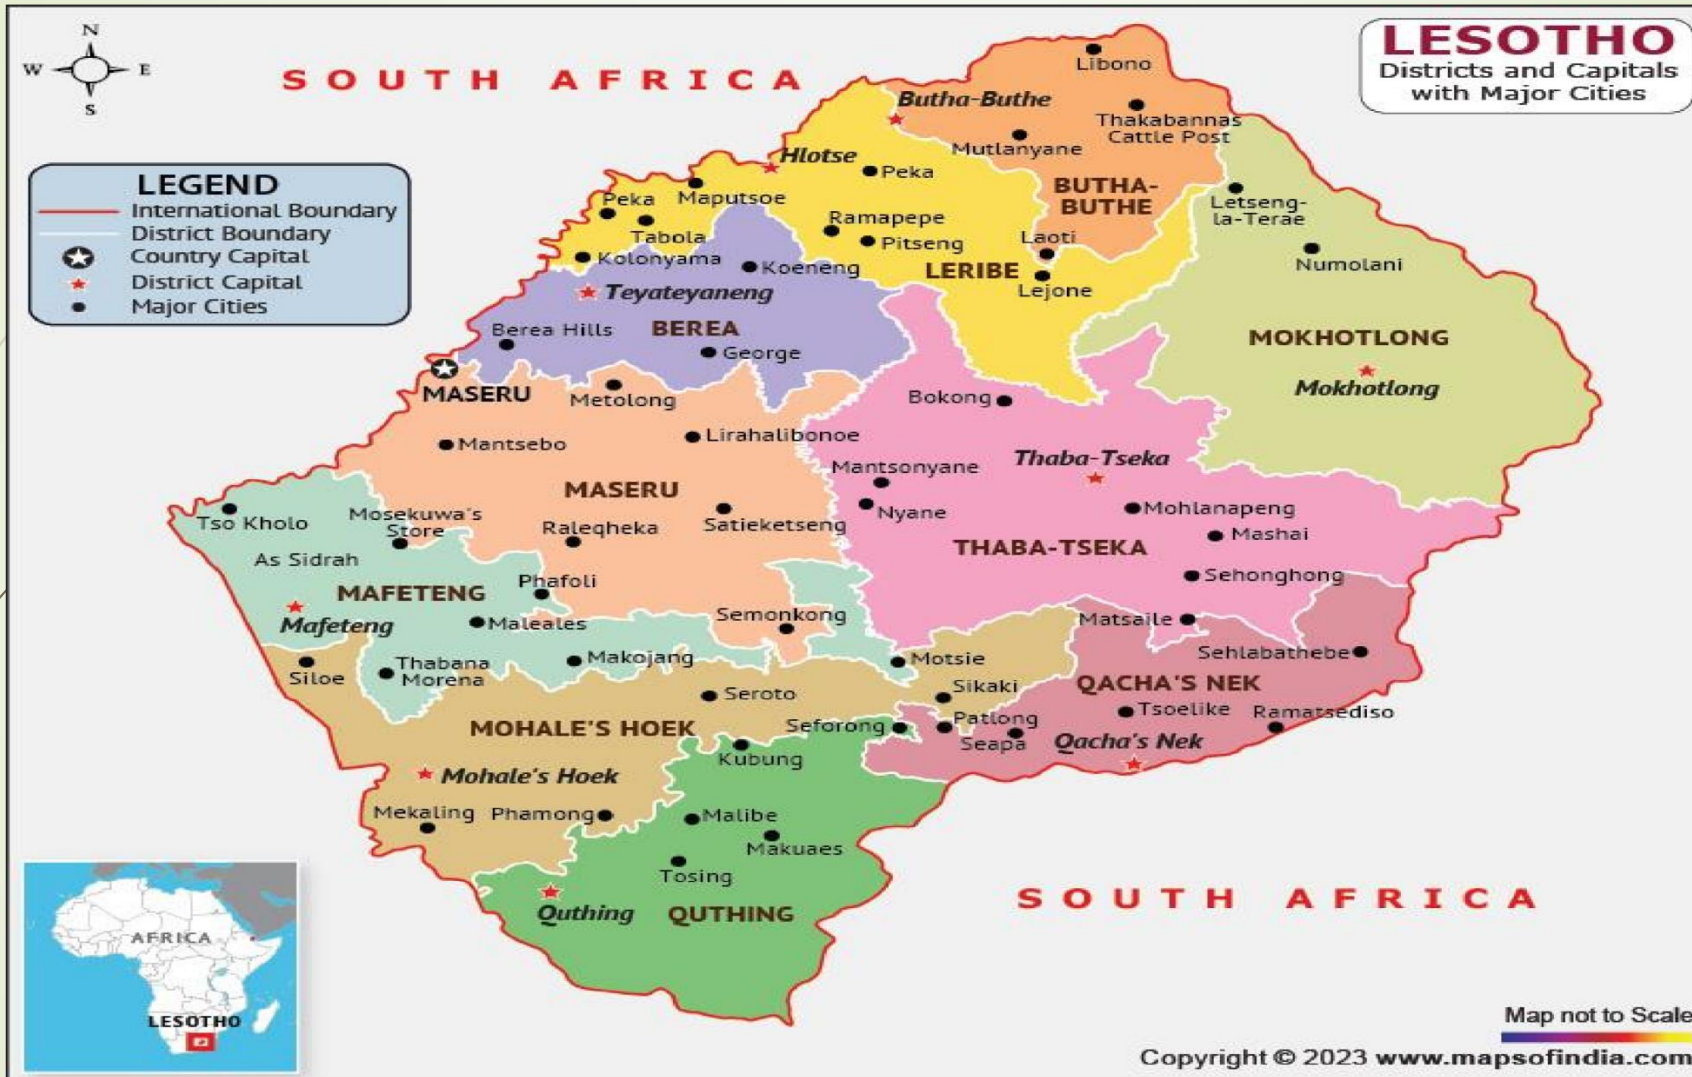 N
W
E
S
SOUTH AFRICA
LESOTHO
Districts and Capitals
with Major Cities
LEGEND
International Boundary
District Boundary
Country Capital
District Capital
Major Cities
Libono
Butha-Buthe
Thakabannas
Cattle Post
Mutlanyane
Hlotse
Peka
BUTHA-
BUTHE
Maputsoe
Peka
Letseng-
la-Terae
Ramapepe
Tabola
Laoti
Pitseng
Kolonyama
Koeneng
Numolani
LERIBE
Lejone
Teyateyaneng
Berea Hills
BEREA
MOKHOTLONG
George
Mokhotlong
MASERU
Metolong
Bokong
Mantsebo
Lirahalibonoe
Thaba-Tseka
Mantsonyane
MASERU
Mohlanapeng
Nyane
Tso Kholo
Mosekuwa's
Store
Raleqheka
Satieketseng
Mashai
THABA-TSEKA
As Sidrah
Sehonghong
Phafoli
MAFETENG
Semonkong
Matsaile
Mafeteng
Maleales
Sehlabathebe
Makojang
Motsie
Thabana
Morena
Siloe
QACHA'S NEK
Sikaki
Seroto
Tsoelike
Ramatsediso
Patlong
Seforong
MOHALE'S HOEK
Seapa
Qacha's Nek
Kubung
Mohale's Hoek
Mekaling
Phamong
Malibe
Makuaes
Tosing
Quthing
QUTHING
SOUTH AFRICA
AFRICA
LESOTHO
Map not to Scale
Copyright © 2023 www.mapsofindia.com